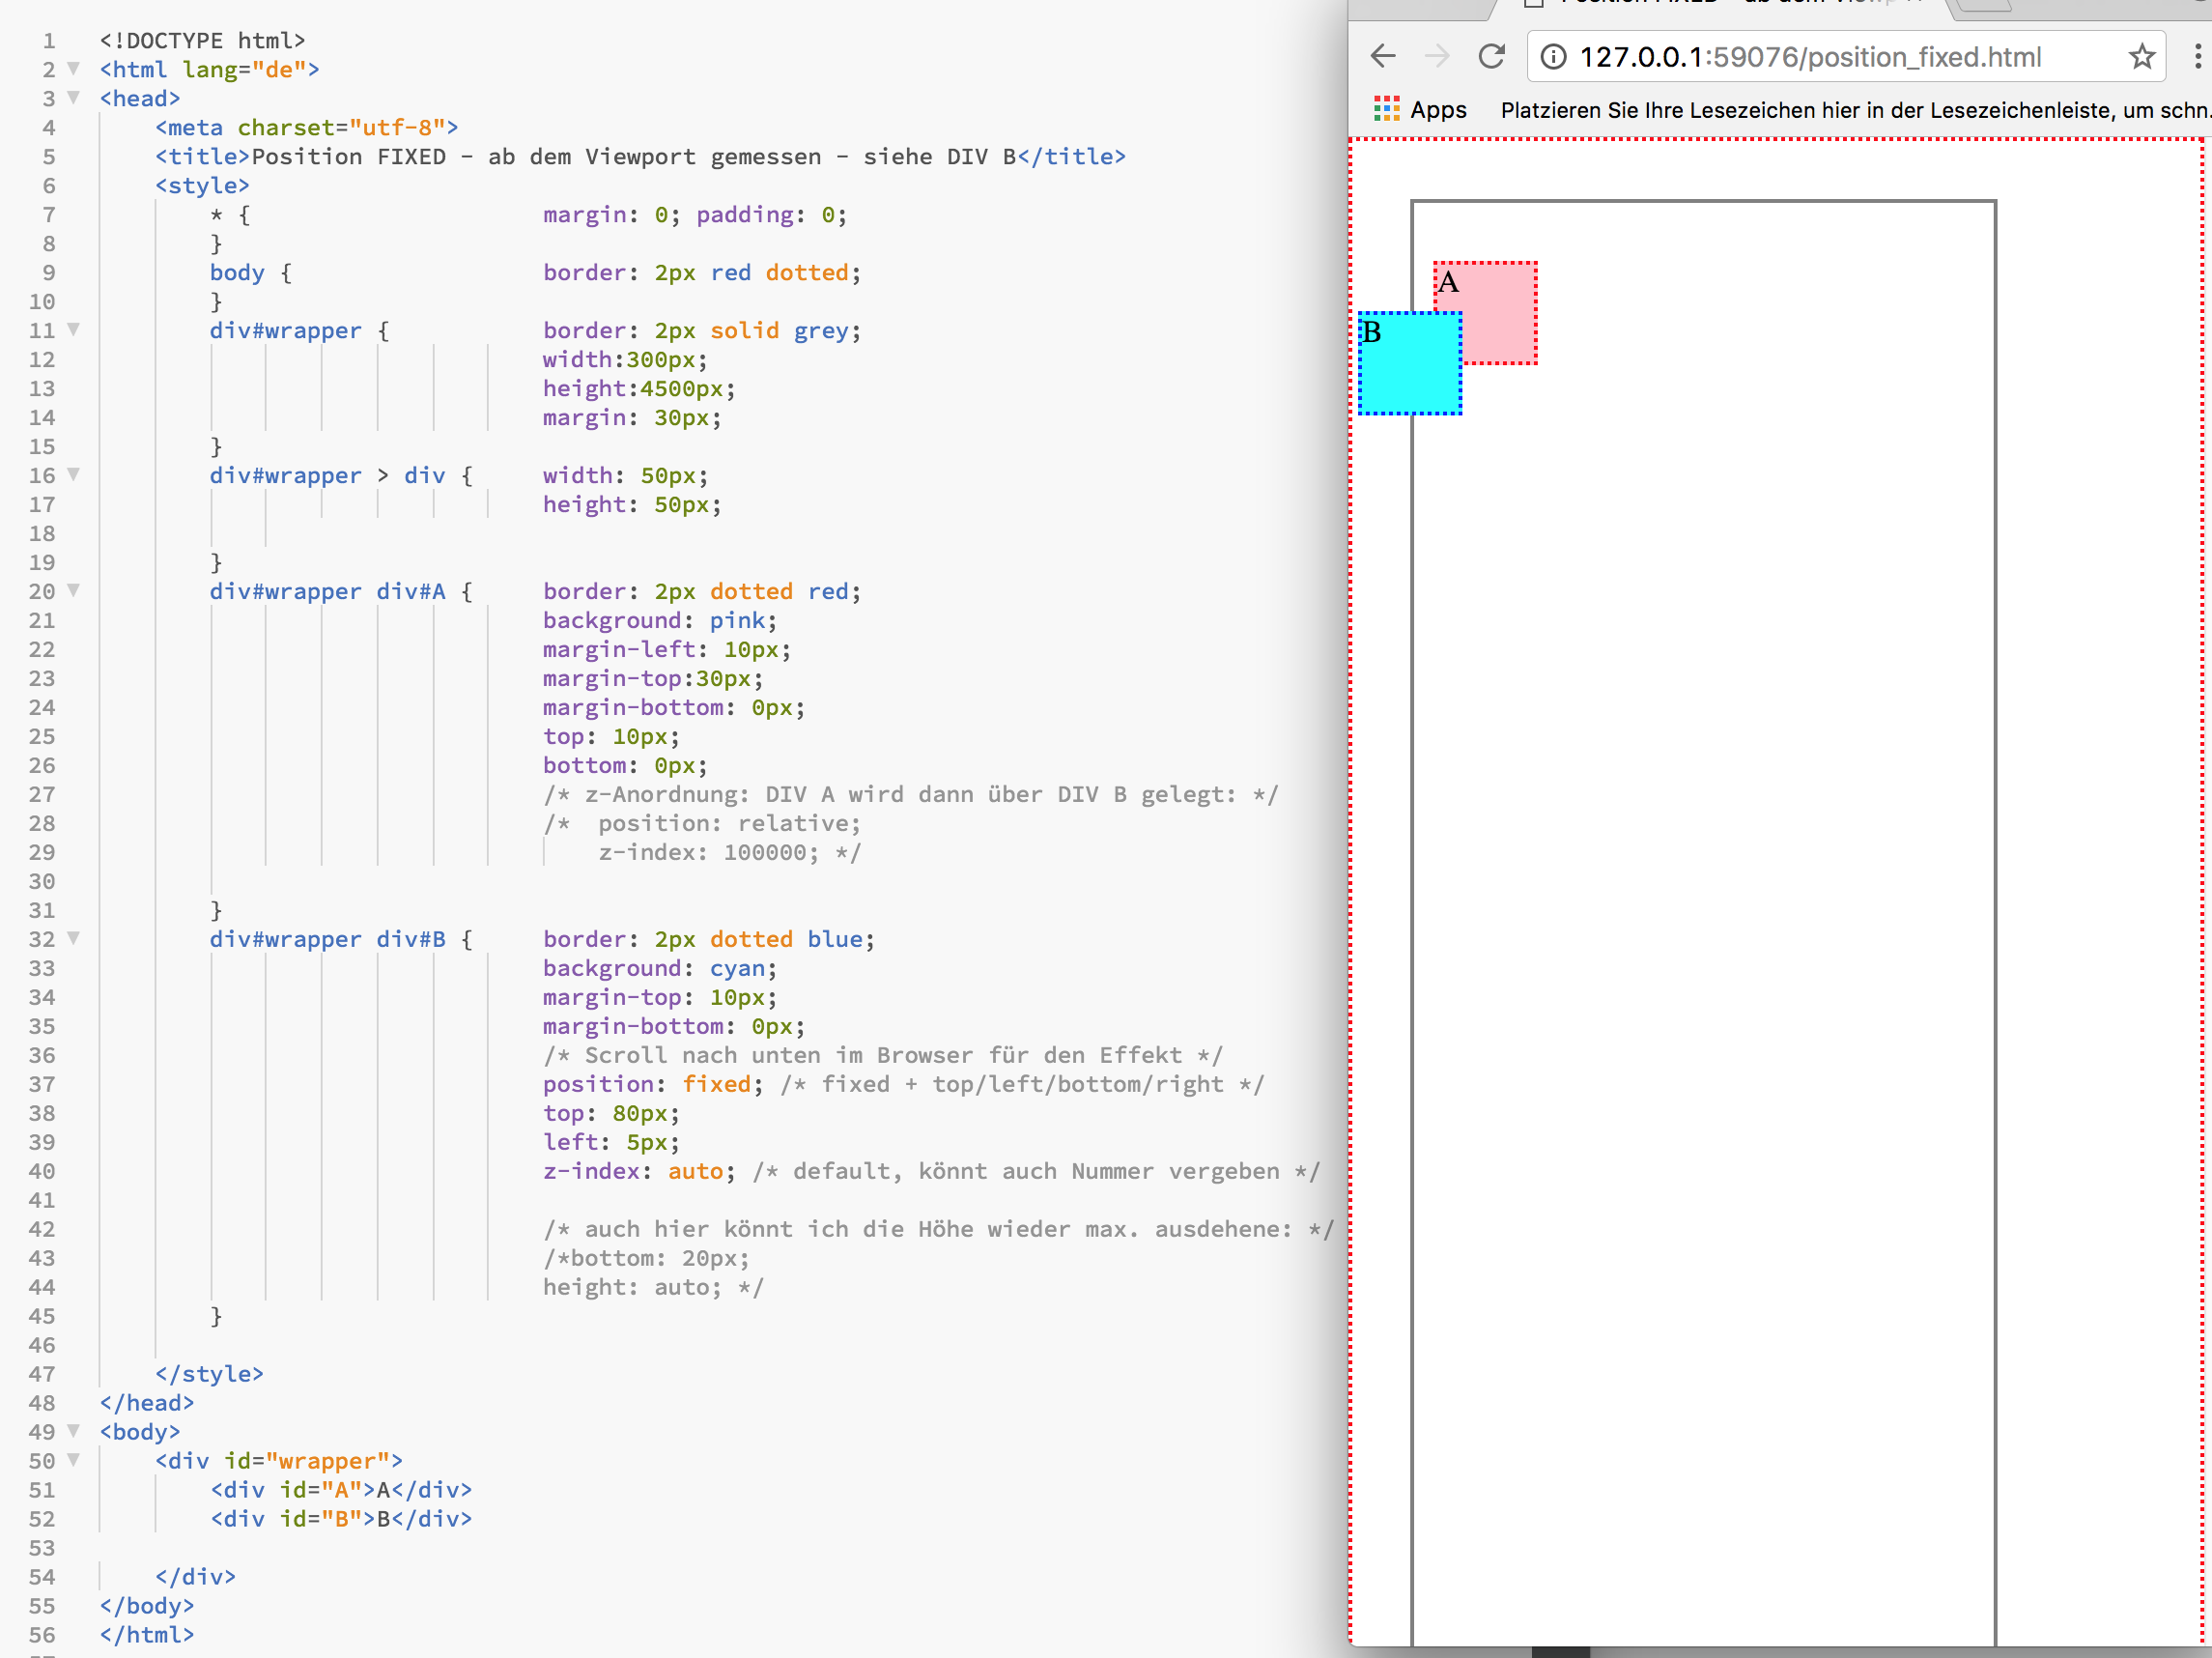 1 <!DOCTYPE html>
2 <html lang="de">
3 <head>
4 <meta charset="utf-8">
5 <title>Position FIXED - ab dem Viewport gemessen - siehe DIV B</title>
6 <style>
7 * { margin: 0; padding: 0;
8 }
9 body { border: 2px red dotted;
10 }
11 div#wrapper { border: 2px solid grey;
12 width:300px;
13 height:4500px;
14 margin: 30px;
15 }
16 div#wrapper > div { width: 50px;
17 height: 50px;
18
19 }
20 div#wrapper div#A { border: 2px dotted red;
21 background: pink;
22 margin-left: 10px;
23 margin-top:30px;
24 margin-bottom: 0px;
25 top: 10px;
26 bottom: 0px;
27 /* z-Anordnung: DIV A wird dann über DIV B gelegt: */
28 /* position: relative;
29 z-index: 100000; */
30
31 }
32 div#wrapper div#B { border: 2px dotted blue;
33 background: cyan;
34 margin-top: 10px;
35 margin-bottom: 0px;
36 /* Scroll nach unten im Browser für den Effekt */
37 position: fixed; /* fixed + top/left/bottom/right */
38 top: 80px;
39 left: 5px;
40 z-index: auto; /* default, könnt auch Nummer vergeben */
41
42 /* auch hier könnt ich die Höhe wieder max. ausdehene: */
43 /*bottom: 20px;
44 height: auto; */
45 }
46
47 </style>
48 </head>
49 <body>
50 <div id="wrapper">
51 <div id="A">A</div>
52 <div id="B">B</div>
53
54 </div>
55 </body>
56 </html>
Position FIXED - ab dem Viewp
127.0.0.1:59076/position_fixed.html
Apps Platzieren Sie Ihre Lesezeichen hier in der Lesezeichenleiste, um schn.
A
B